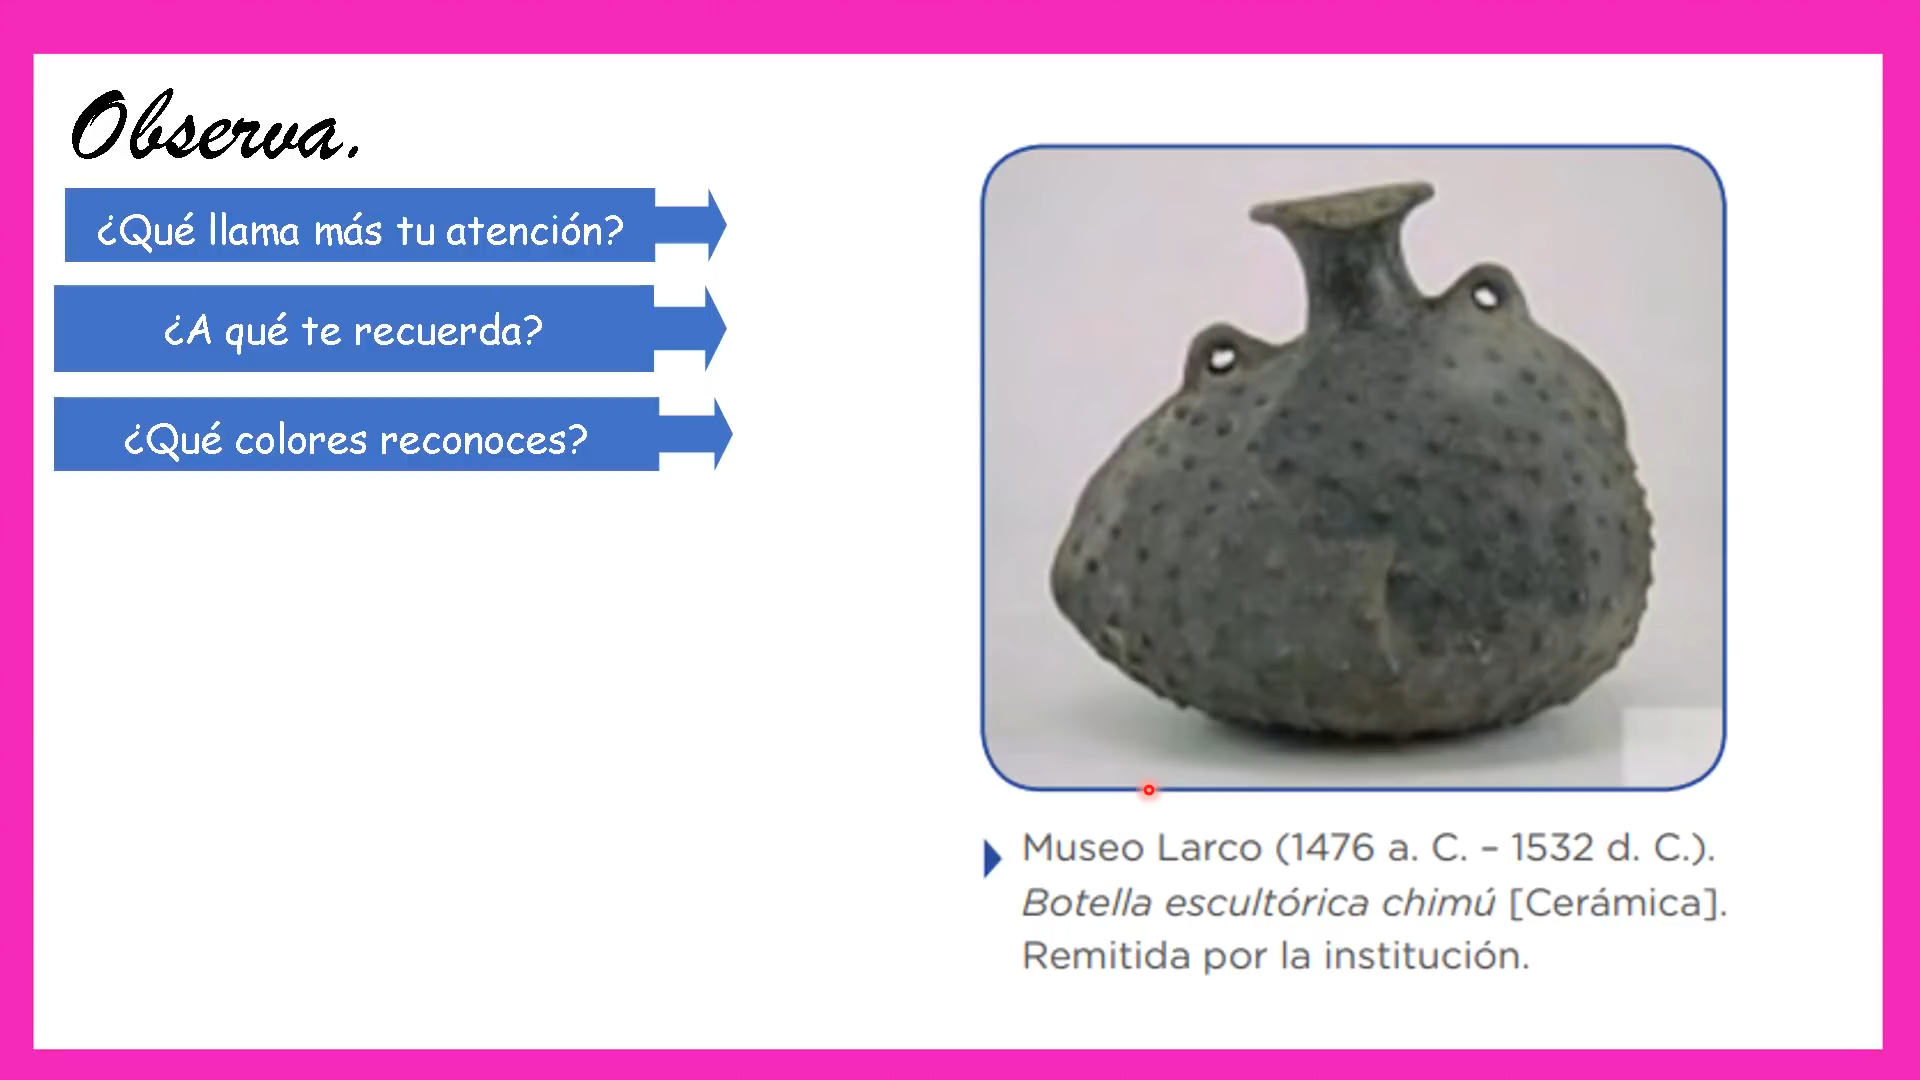 Observa.
¿Qué llama más tu atención?
¿A qué te recuerda?
¿Qué colores reconoces?
Museo Larco (1476 a. C. – 1532 d. C.).
Botella escultórica chimú [Cerámica].
Remitida por la institución.